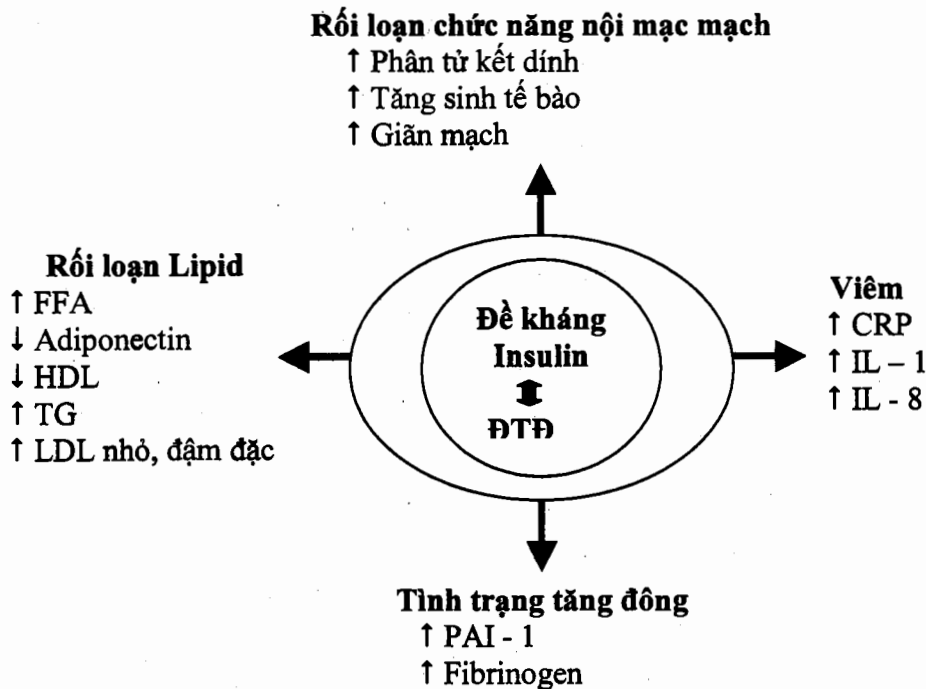 Rối loạn chức năng nội mạc mạch
↑ Phân tử kết dính
↑ Tăng sinh tế bào
↑ Giãn mạch
Rối loạn Lipid
↑ FFA
↓ Adiponectin
↓ HDL
↑ TG
↑ LDL nhỏ, đậm đặc
Đề kháng
Insulin
ĐTĐ
Viêm
↑ CRP
↑ IL – 1
↑ IL - 8
Tình trạng tăng đông
↑ PAI - 1
↑ Fibrinogen